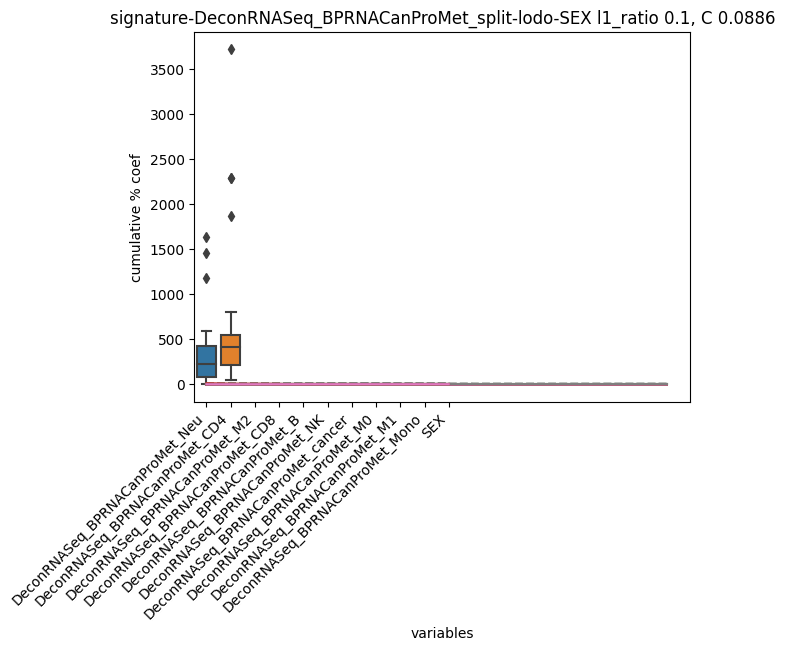 signature-DeconRNASeq_BPRNACanProMet_split-lodo-SEX l1_ratio 0.1, C 0.0886
cumulative % coef
3500
3000
2500
2000
1500
1000
500
0
DeconRNASeq_BPRNACanProMet_Neu
DeconRNASeq_BPRNACanProMet_CD4
DeconRNASeq_BPRNACanProMet_M2
DeconRNASeq_BPRNACanProMet_CD8
DeconRNASeq_BPRNACanProMet_B
DeconRNASeq_BPRNACanProMet_NK
DeconRNASeq_BPRNACanProMet_cancer
DeconRNASeq_BPRNACanProMet_M0
DeconRNASeq_BPRNACanProMet_M1
DeconRNASeq_BPRNACanProMet_Mono
SEX
variables